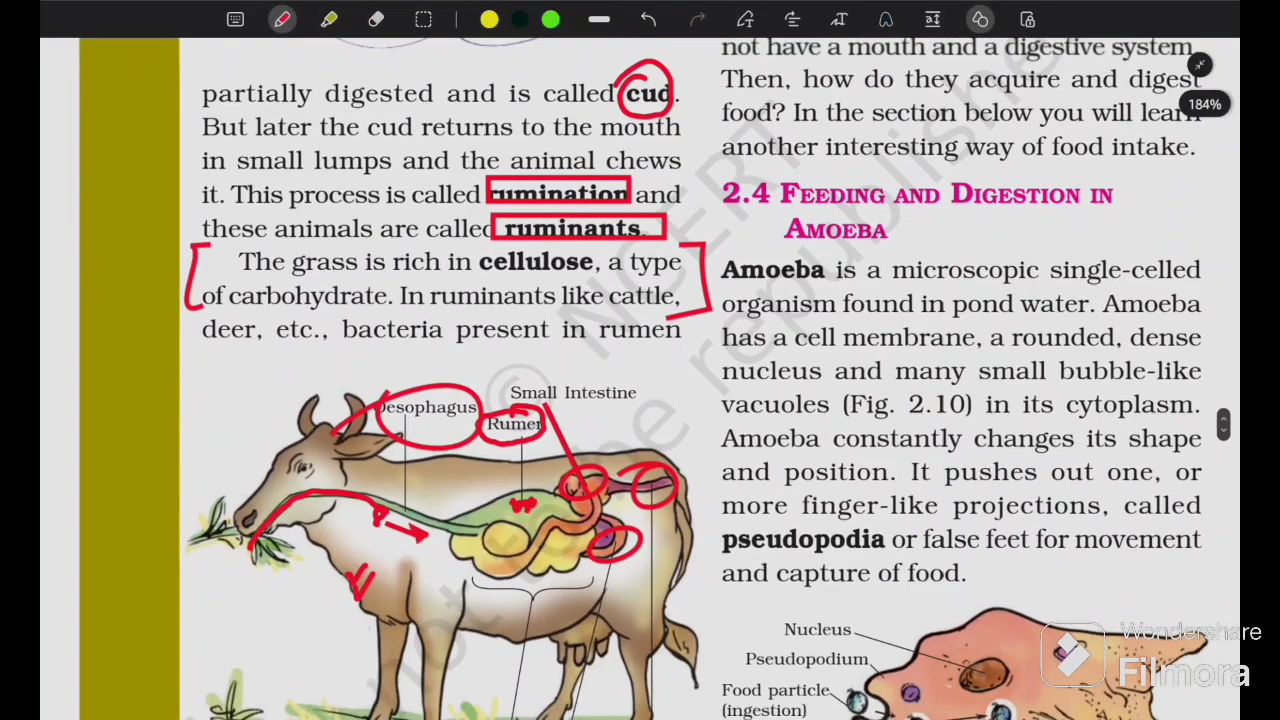 partially digested and is called cud.
But later the cud returns to the mouth
in small lumps and the animal chews
it. This process is called rumination and
these animals are called ruminants.
The grass is rich in cellulose, a type
of carbohydrate. In ruminants like cattle,
deer, etc., bacteria present in rumen
Oesophagus
Small Intestine
Rumen
not have a mouth and a digestive system.
Then, how do they acquire and digest
food? In the section below you will learn
another interesting way of food intake.
2.4 FEEDING AND DIGESTION IN
AMOEBA
Amoeba is a microscopic single-celled
organism found in pond water. Amoeba
has a cell membrane, a rounded, dense
nucleus and many small bubble-like
vacuoles (Fig. 2.10) in its cytoplasm.
Amoeba constantly changes its shape
and position. It pushes out one, or
more finger-like projections, called
pseudopodia or false feet for movement
and capture of food.
Nucleus
Pseudopodium
Food particle
(ingestion)
184%
© NCERT
not to be republished
Wondershare
Filmora